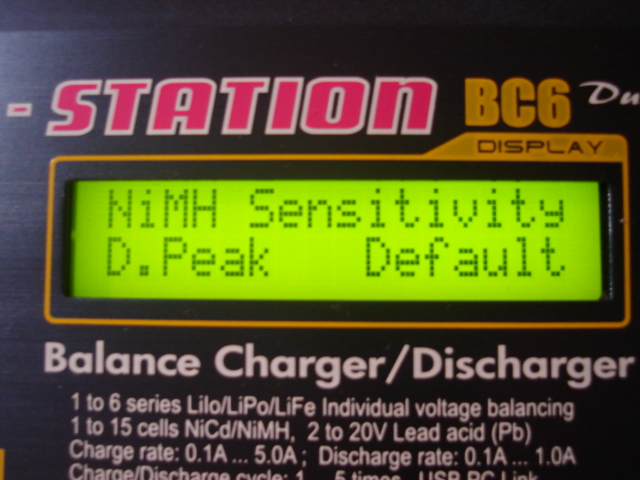 - STATION BC6 Du
DISPLAY
NiMH Sensitivity
D.Peak Default
Balance Charger/Discharger
1 to 6 series LiIo/LiPo/LiFe Individual voltage balancing
1 to 15 cells NiCd/NiMH, 2 to 20V Lead acid (Pb)
Charge rate: 0.1A ... 5.0A ; Discharge rate: 0.1A ... 1.0A
Charge/Discharge cycle: 1 ... 5 times USB PC Link